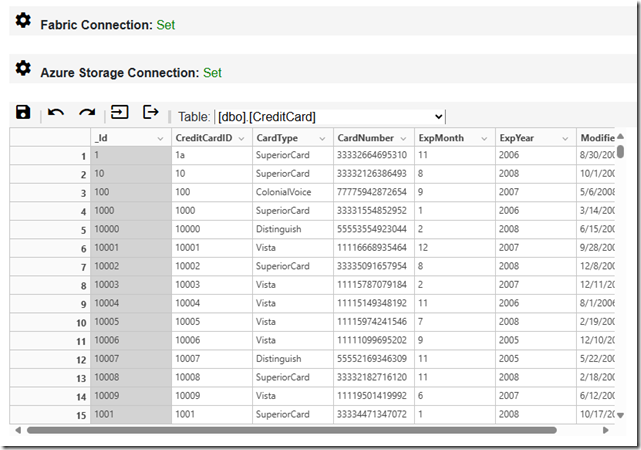 Fabric Connection: Set
Azure Storage Connection: Set
Table: [dbo].[CreditCard]
_Id CreditCardID CardType CardNumber ExpMonth ExpYear Modifie
1 1 1a SuperiorCard 33332664695310 11 2006 8/30/200
2 10 10 SuperiorCard 33332126386493 8 2008 10/1/200
3 100 100 ColonialVoice 77775942872654 9 2007 5/6/2008
4 1000 1000 SuperiorCard 33331554852952 1 2006 3/14/200
5 10000 10000 Distinguish 55553554923044 2 2008 6/15/200
6 10001 10001 Vista 11116668935464 12 2007 9/28/200
7 10002 10002 SuperiorCard 33335091657954 8 2008 12/8/200
8 10003 10003 Vista 11115787079184 2 2007 12/11/20
9 10004 10004 Vista 11115149348192 11 2006 8/1/2006
10 10005 10005 Vista 11115974241546 7 2008 2/19/200
11 10006 10006 Vista 11111099695202 9 2005 12/10/20
12 10007 10007 Distinguish 55552169346309 11 2005 5/22/200
13 10008 10008 SuperiorCard 33332182716120 11 2008 2/18/200
14 10009 10009 Vista 11119501419992 6 2007 6/12/200
15 1001 1001 SuperiorCard 33334471347072 1 2008 10/17/20